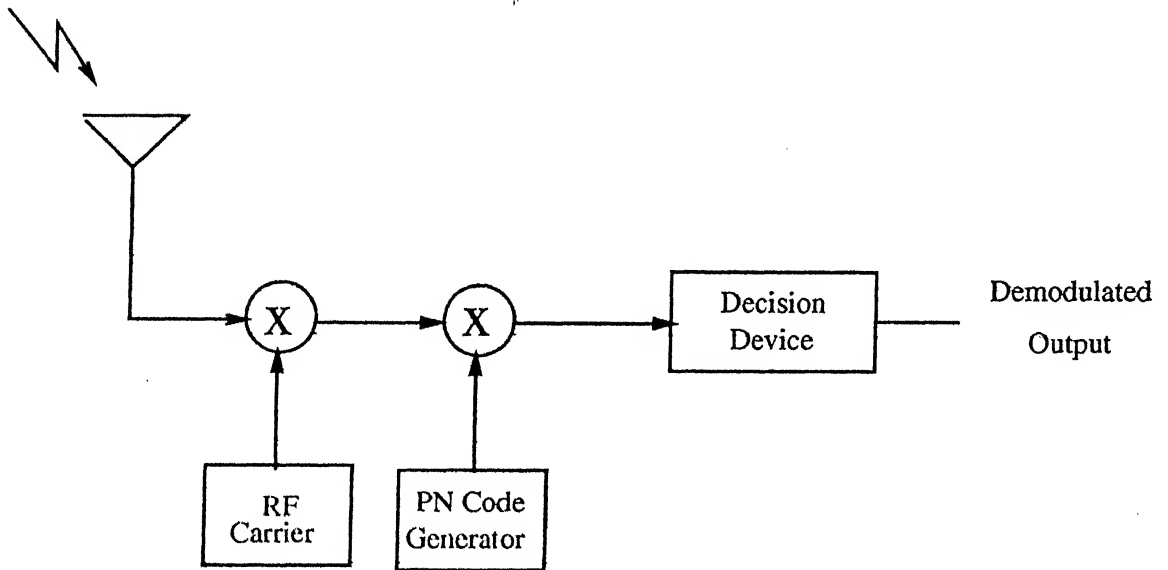 X
X
Decision
Device
Demodulated
Output
RF
Carrier
PN Code
Generator